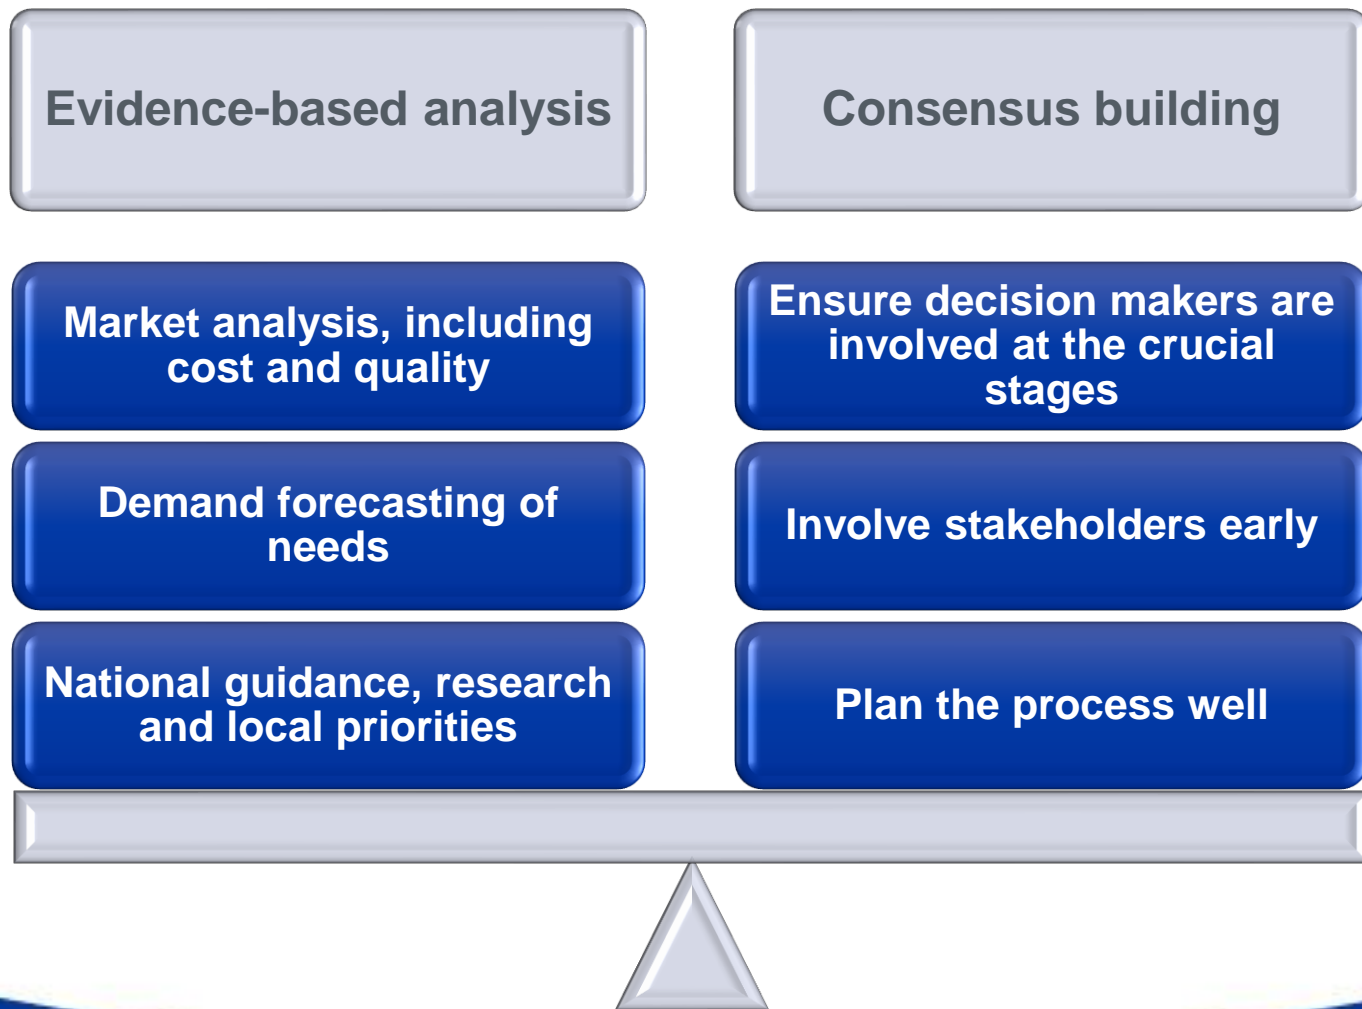 Evidence-based analysis
Consensus building
Market analysis, including
cost and quality
Demand forecasting of
needs
National guidance, research
and local priorities
Ensure decision makers are
involved at the crucial
stages
Involve stakeholders early
Plan the process well